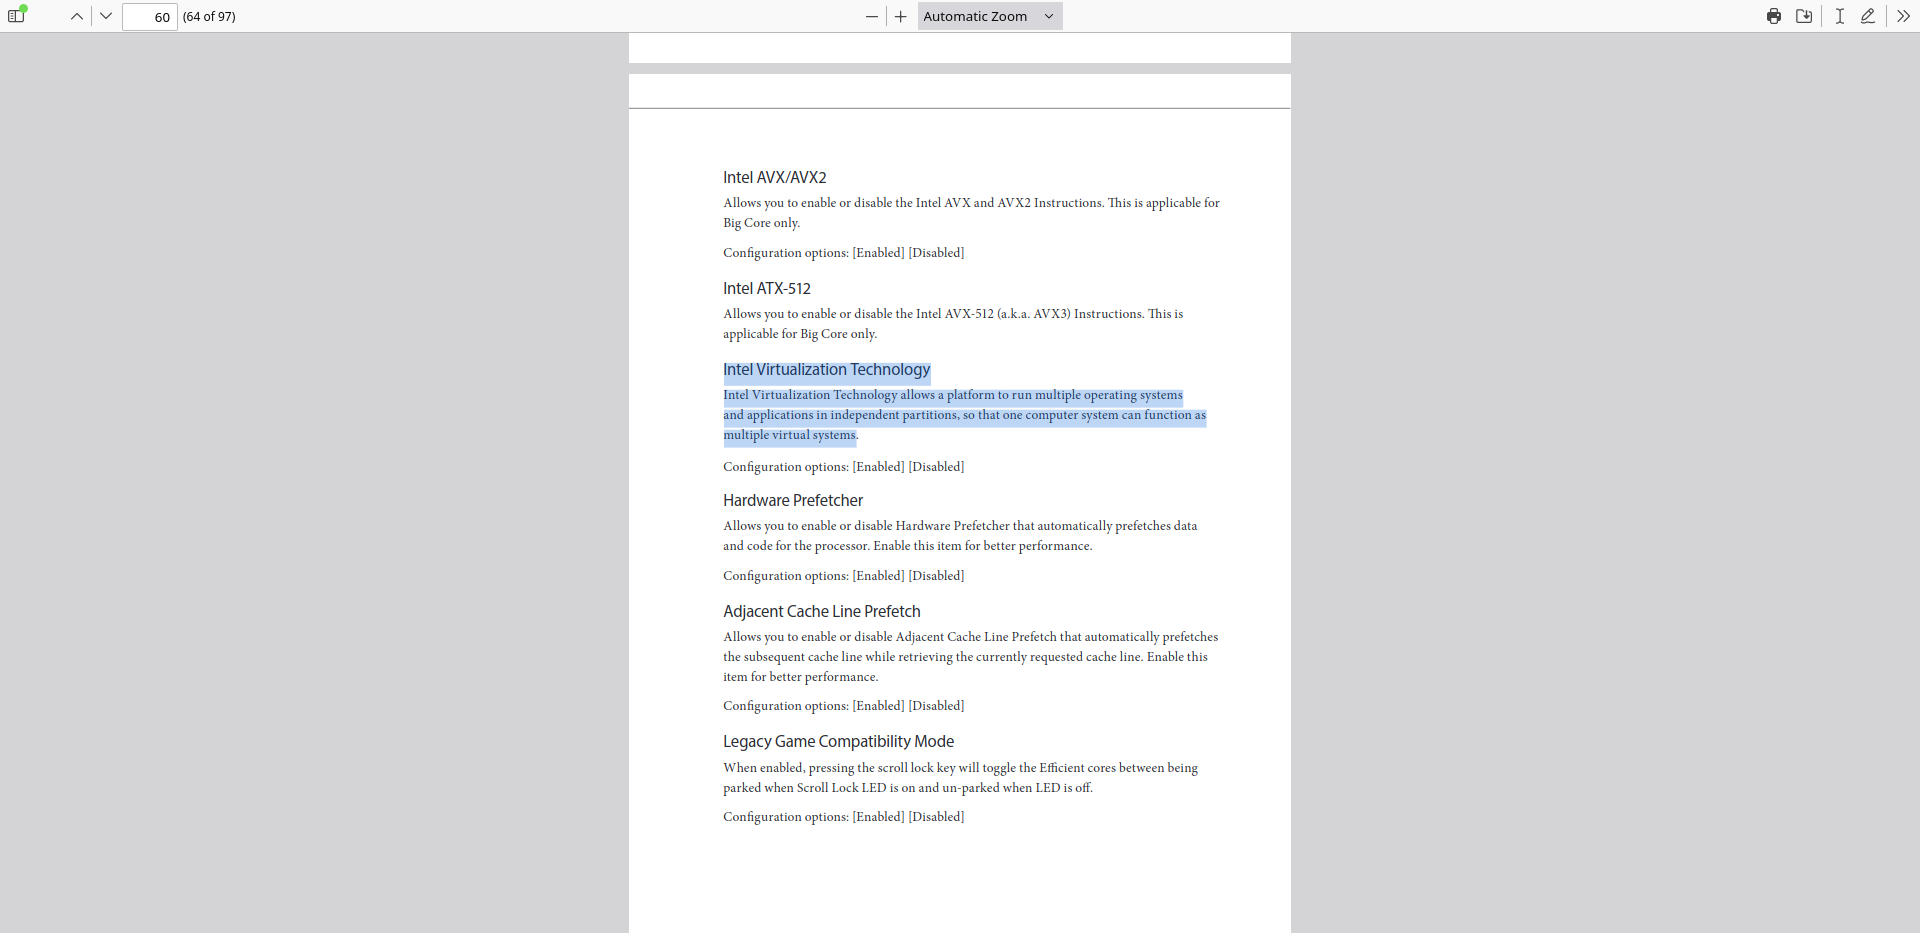 60 (64 of 97) Automatic Zoom
Intel AVX/AVX2
Allows you to enable or disable the Intel AVX and AVX2 Instructions. This is applicable for
Big Core only.
Configuration options: [Enabled] [Disabled]
Intel ATX-512
Allows you to enable or disable the Intel AVX-512 (a.k.a. AVX3) Instructions. This is
applicable for Big Core only.
Intel Virtualization Technology
Intel Virtualization Technology allows a platform to run multiple operating systems
and applications in independent partitions, so that one computer system can function as
multiple virtual systems.
Configuration options: [Enabled] [Disabled]
Hardware Prefetcher
Allows you to enable or disable Hardware Prefetcher that automatically prefetches data
and code for the processor. Enable this item for better performance.
Configuration options: [Enabled] [Disabled]
Adjacent Cache Line Prefetch
Allows you to enable or disable Adjacent Cache Line Prefetch that automatically prefetches
the subsequent cache line while retrieving the currently requested cache line. Enable this
item for better performance.
Configuration options: [Enabled] [Disabled]
Legacy Game Compatibility Mode
When enabled, pressing the scroll lock key will toggle the Efficient cores between being
parked when Scroll Lock LED is on and un-parked when LED is off.
Configuration options: [Enabled] [Disabled]